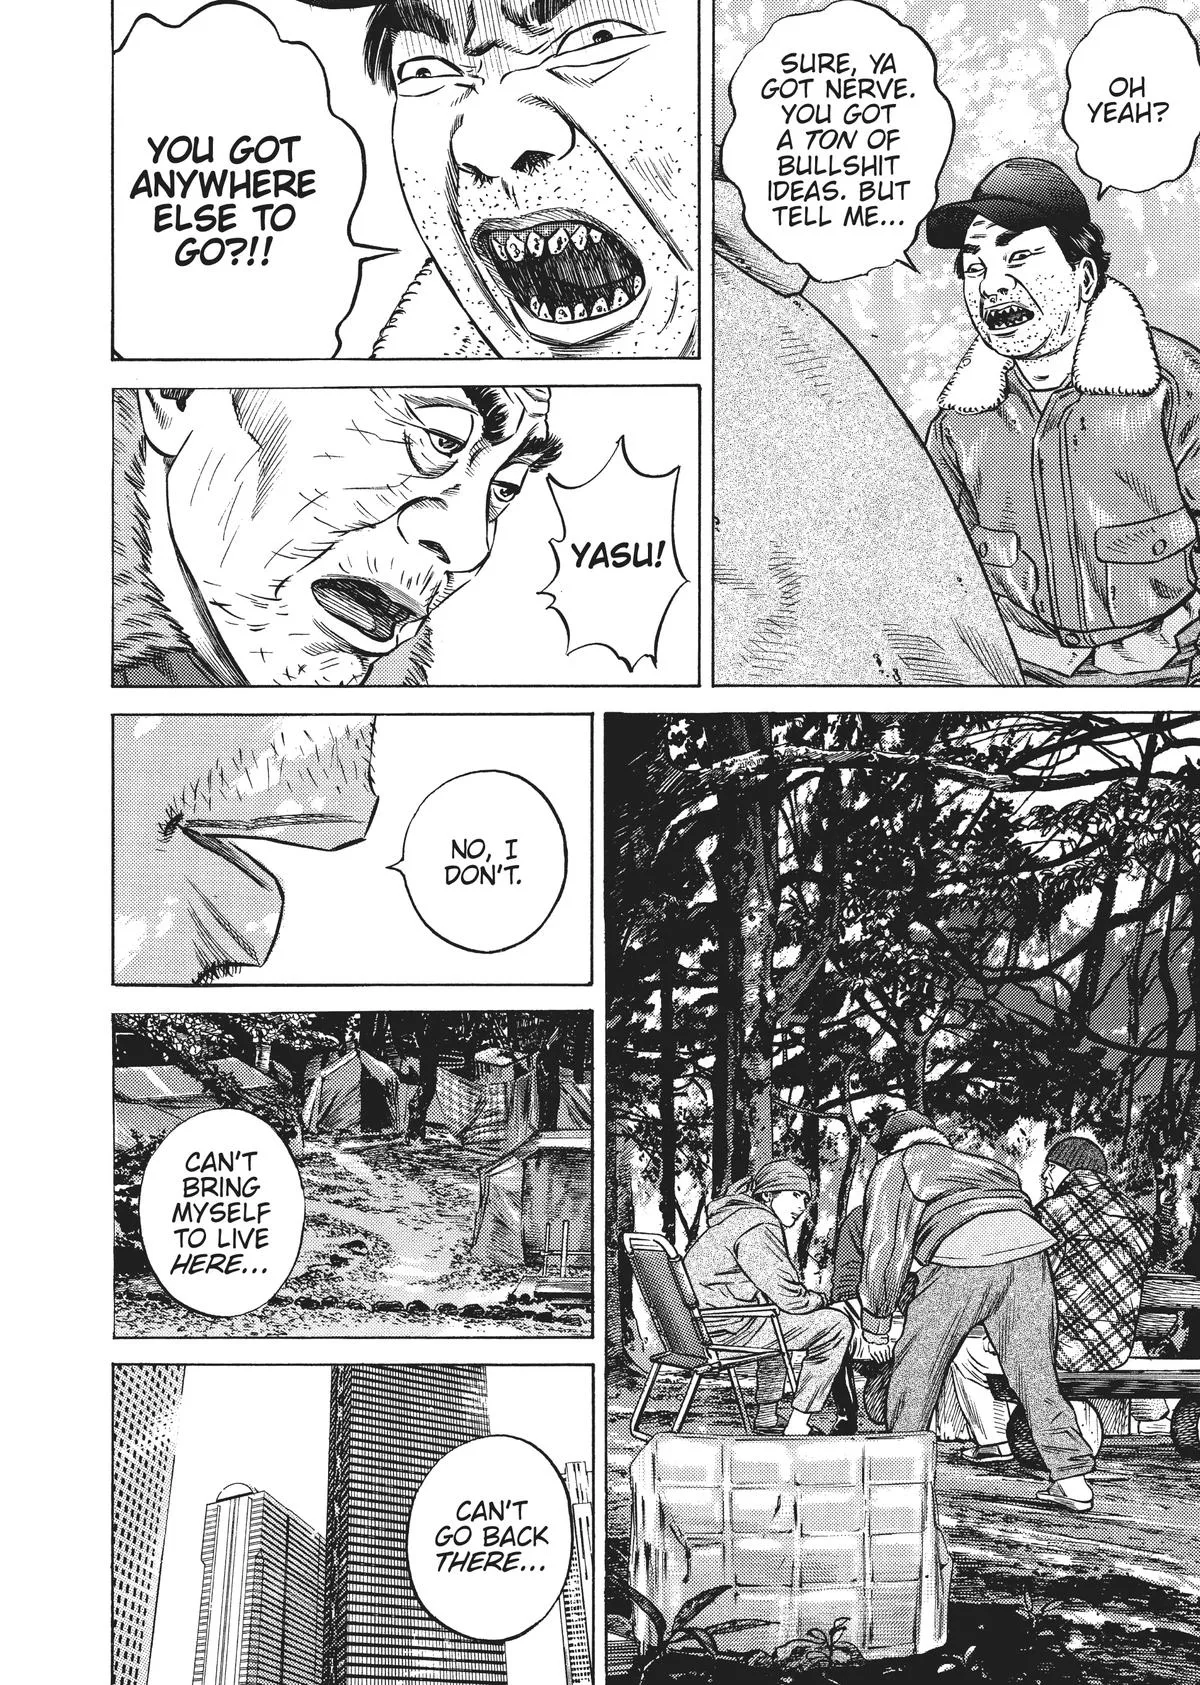 OH
YEAH?
SURE, YA
GOT NERVE.
YOU GOT
A TON OF
BULLSHIT
IDEAS. BUT
TELL ME...
YOU GOT
ANYWHERE
ELSE TO
GO?!!
YASU!
NO, I
DON'T.
CAN'T
BRING
MYSELF
TO LIVE
HERE...
CAN'T
GO BACK
THERE...